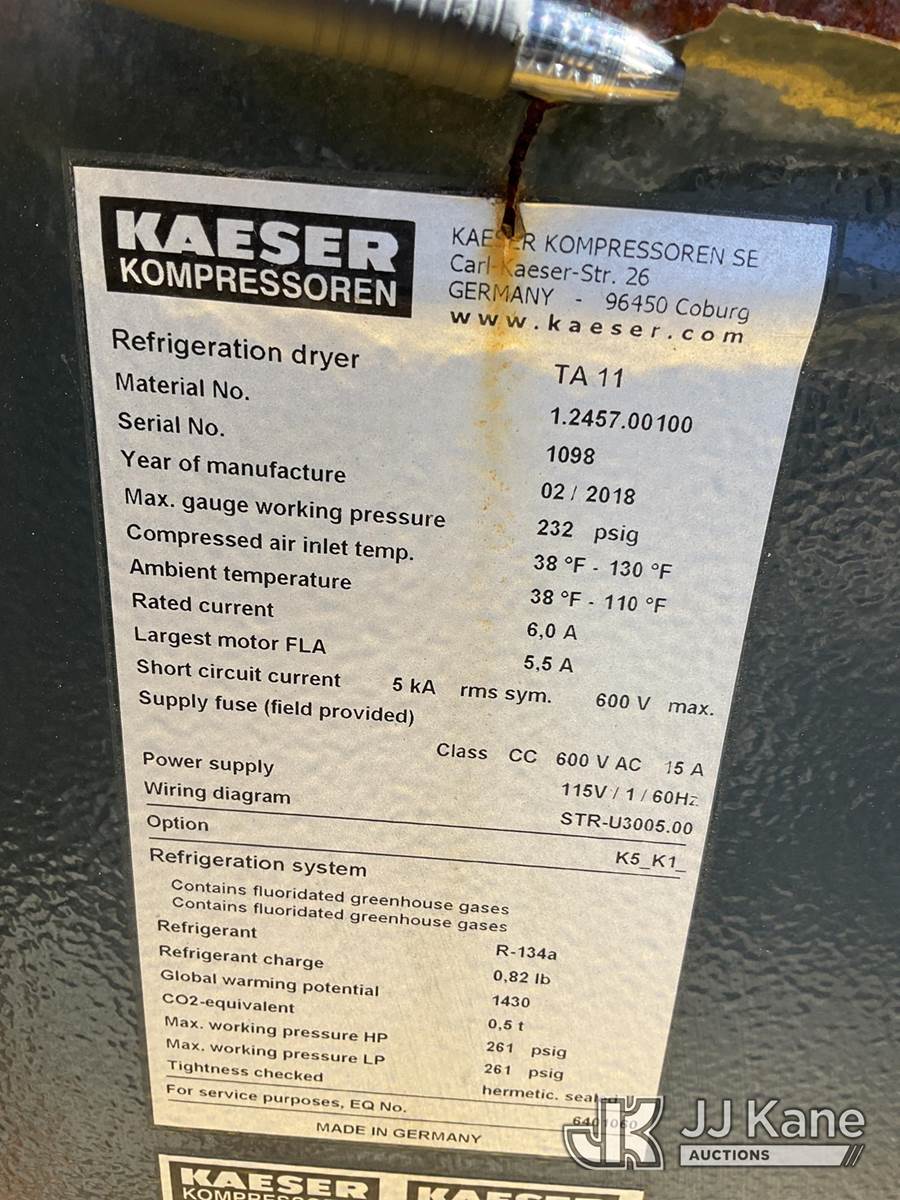 KAESER
KOMPRESSOREN
KAESER KOMPRESSOREN SE
Carl-Kaeser-Str. 26
GERMANY - 96450 Coburg
www.kaeser.com
Refrigeration dryer TA 11
Material No. 1.2457.00100
Serial No. 1098
Year of manufacture 02 / 2018
Max. gauge working pressure 232 psig
Compressed air inlet temp. 38 °F - 130 °F
Ambient temperature 38 °F - 110 °F
Rated current 6,0 A
Largest motor FLA 5,5 A
Short circuit current 5 kA rms sym. 600 V max.
Supply fuse (field provided)
Class CC 600 V AC 15 A
Power supply 115V / 1 / 60Hz
Wiring diagram STR-U3005.00
Option K5_K1_
Refrigeration system
Contains fluoridated greenhouse gases
Contains fluoridated greenhouse gases
Refrigerant R-134a
Refrigerant charge 0,82 lb
Global warming potential 1430
CO2-equivalent 0,5 t
Max. working pressure HP 261 psig
Max. working pressure LP 261 psig
Tightness checked hermetic. sealed
For service purposes, EQ No. 6401060
MADE IN GERMANY
JK JJ Kane
AUCTIONS
KAESER KAESER
KOMPRESSOREN